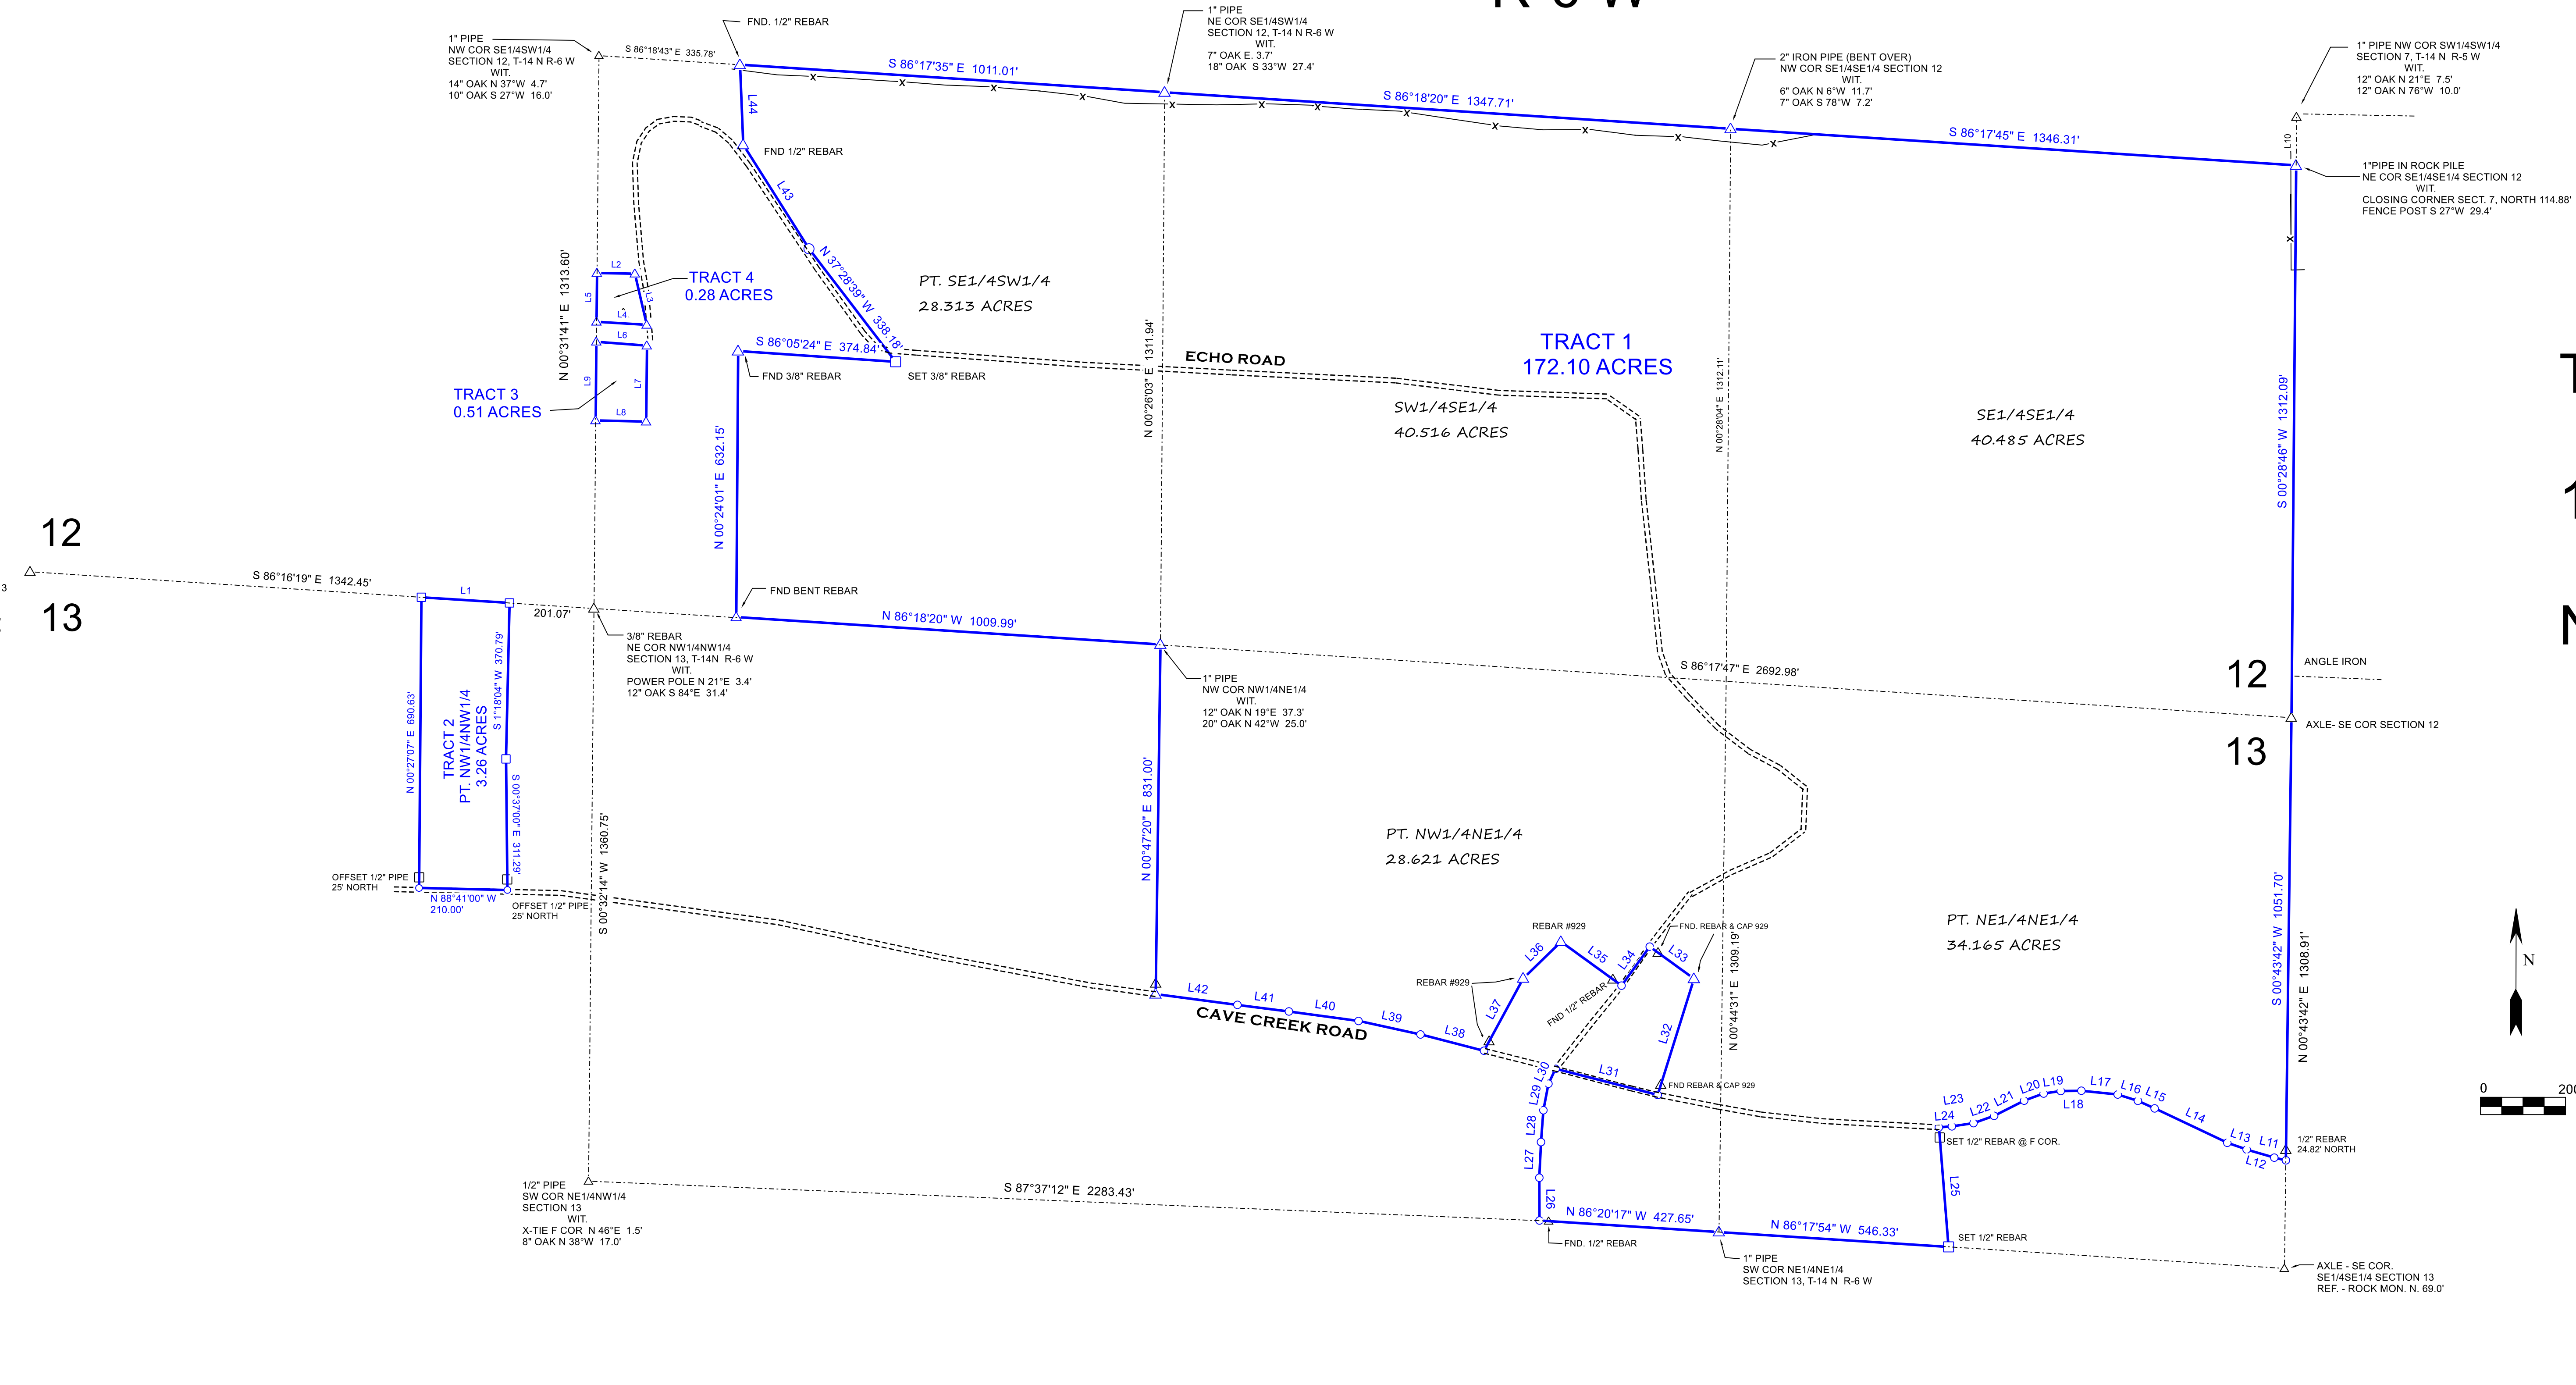 R 6 W
FND. 1/2" REBAR
1" PIPE
NE COR SE1/4SW1/4
SECTION 12, T-14 N R-6 W
WIT.
7" OAK E. 3.7'
18" OAK S 33°W 27.4'
1" PIPE
NW COR SE1/4SW1/4
SECTION 12, T-14 N R-6 W
WIT.
14" OAK N 37°W 4.7'
10" OAK S 27°W 16.0'
S 86°18'43" E 335.78'
S 86°17'35" E 1011.01'
2" IRON PIPE (BENT OVER)
NW COR SE1/4SE1/4 SECTION 12
WIT.
6" OAK N 6°W 11.7'
7" OAK S 78°W 7.2'
1" PIPE NW COR SW1/4SW1/4
SECTION 7, T-14 N R-5 W
WIT.
12" OAK N 21°E 7.5'
12" OAK N 76°W 10.0'
S 86°18'20" E 1347.71'
S 86°17'45" E 1346.31'
L10
1"PIPE IN ROCK PILE
NE COR SE1/4SE1/4 SECTION 12
WIT.
CLOSING CORNER SECT. 7, NORTH 114.88'
FENCE POST S 27°W 29.4'
L44
FND 1/2" REBAR
L43
N 37°28'39" W 338.18'
L2
L5
L3
L4
L6
L9
L7
L8
TRACT 4
0.28 ACRES
TRACT 3
0.51 ACRES
N 00°31'41" E 1313.60'
PT. SE1/4SW1/4
28.313 ACRES
S 86°05'24" E 374.84'
FND 3/8" REBAR
SET 3/8" REBAR
N 00°26'03" E 1311.94'
ECHO ROAD
TRACT 1
172.10 ACRES
SW1/4SE1/4
40.516 ACRES
N 00°28'04" E 1312.11'
SE1/4SE1/4
40.485 ACRES
S 00°28'46" W 1312.09'
N 00°24'01" E 632.15'
12
13
3
S 86°16'19" E 1342.45'
L1
201.07'
FND BENT REBAR
N 86°18'20" W 1009.99'
3/8" REBAR
NE COR NW1/4NW1/4
SECTION 13, T-14N R-6 W
WIT.
POWER POLE N 21°E 3.4'
12" OAK S 84°E 31.4'
1" PIPE
NW COR NW1/4NE1/4
WIT.
12" OAK N 19°E 37.3'
20" OAK N 42°W 25.0'
S 86°17'47" E 2692.98'
12
13
ANGLE IRON
AXLE- SE COR SECTION 12
N 00°27'07" E 690.63'
TRACT 2
PT. NW1/4NW1/4
3.26 ACRES
S 1°18'04" W 370.79'
S 00°37'00" E 311.29'
OFFSET 1/2" PIPE
25' NORTH
N 88°41'00" W
210.00'
OFFSET 1/2" PIPE
25' NORTH
S 00°32'14" W 1360.75'
N 00°47'20" E 831.00'
PT. NW1/4NE1/4
28.621 ACRES
PT. NE1/4NE1/4
34.165 ACRES
S 00°43'42" W 1051.70'
N 00°43'42" E 1308.91'
N
REBAR #929
FND. REBAR & CAP 929
L36
L35
L34
L33
REBAR #929
FND 1/2" REBAR
L37
L32
N 00°44'31" E 1309.19'
L42
L41
L40
L39
L38
CAVE CREEK ROAD
L31
FND REBAR & CAP 929
L30
L29
L28
L27
L26
L23
L24
L22
L21
L20
L19
L18
L17
L16
L15
L14
L13
L11
L12
SET 1/2" REBAR @ F COR.
L25
1/2" REBAR
24.82' NORTH
0
1/2" PIPE
SW COR NE1/4NW1/4
SECTION 13
WIT.
X-TIE F COR N 46°E 1.5'
8" OAK N 38°W 17.0'
S 87°37'12" E 2283.43'
N 86°20'17" W 427.65'
FND. 1/2" REBAR
N 86°17'54" W 546.33'
SET 1/2" REBAR
1" PIPE
SW COR NE1/4NE1/4
SECTION 13, T-14 N R-6 W
AXLE - SE COR.
SE1/4SE1/4 SECTION 13
REF. - ROCK MON. N. 69.0'